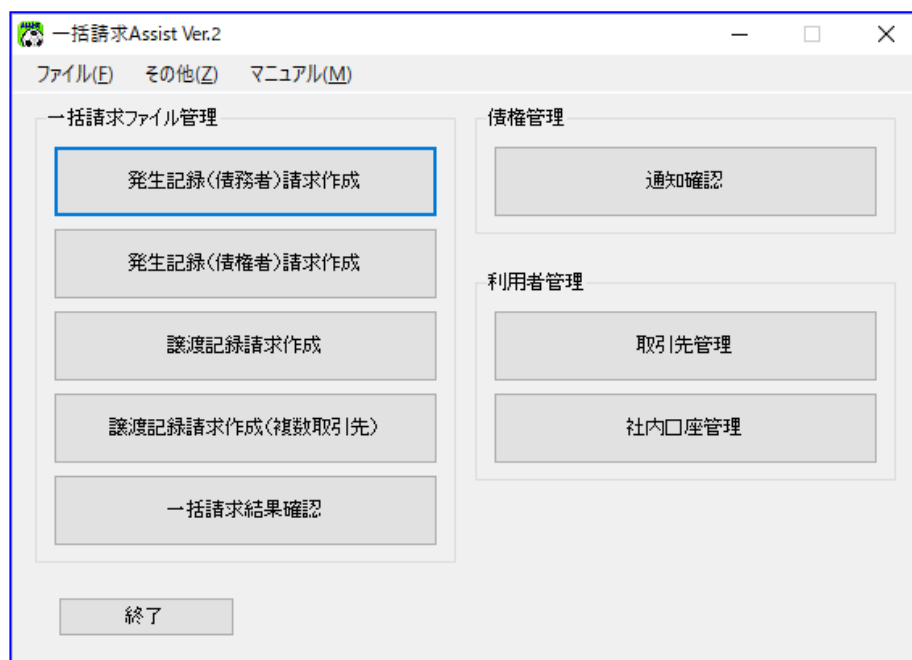 一括請求Assist Ver.2
ファイル(F) その他(Z) マニュアル(M)
一括請求ファイル管理
発生記録(債務者)請求作成
発生記録(債権者)請求作成
譲渡記録請求作成
譲渡記録請求作成(複数取引先)
一括請求結果確認
債権管理
通知確認
利用者管理
取引先管理
社内口座管理
終了